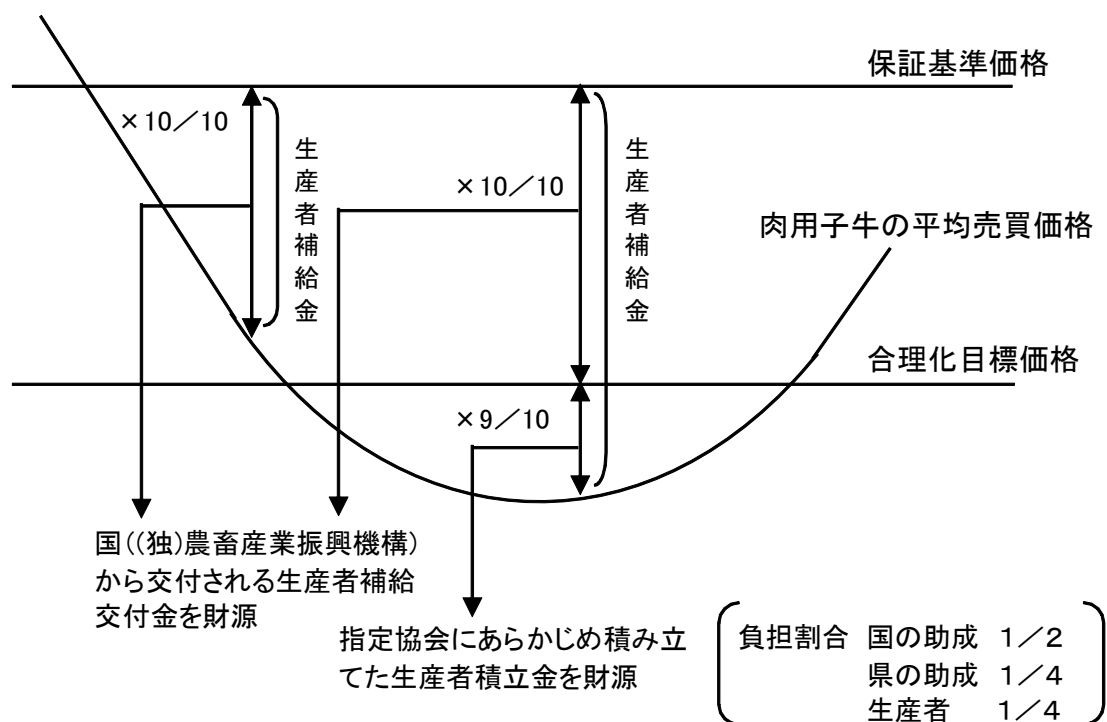 保証基準価格
×10／10
生産者補給金
×10／10
生産者補給金
肉用子牛の平均売買価格
合理化目標価格
×9／10
国((独)農畜産業振興機構)
から交付される生産者補給
交付金を財源
指定協会にあらかじめ積み立
てた生産者積立金を財源
負担割合 国の助成 1／2
県の助成 1／4
生産者 1／4